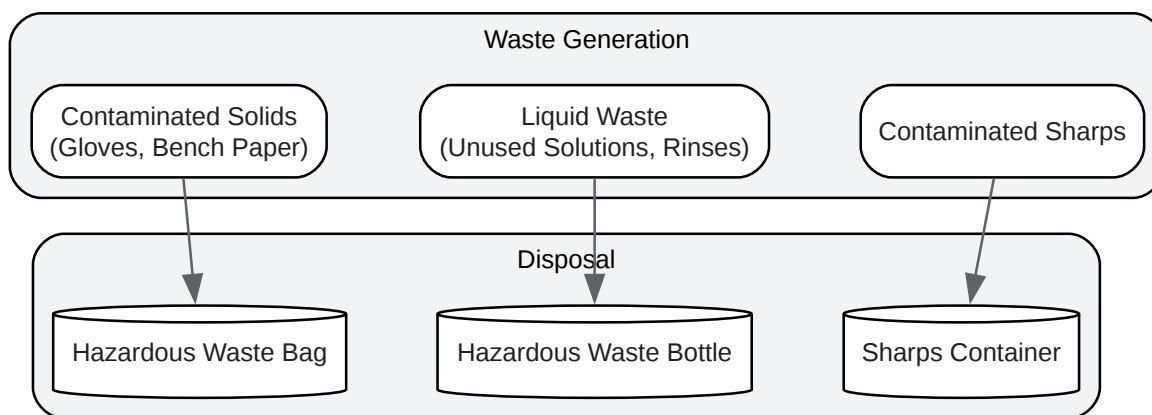 Waste Generation
Contaminated Solids
(Gloves, Bench Paper)
Liquid Waste
(Unused Solutions, Rinses)
Contaminated Sharps
Disposal
Hazardous Waste Bag
Hazardous Waste Bottle
Sharps Container